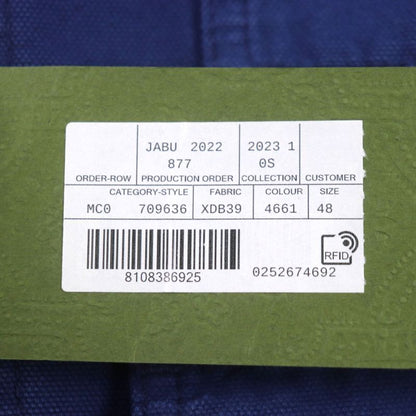 JABU 2022 2023 1
877 0S
ORDER-ROW PRODUCTION ORDER COLLECTION CUSTOMER
CATEGORY-STYLE FABRIC COLOUR SIZE
MC0 709636 XDB39 4661 48
8108386925 0252674692
RFID